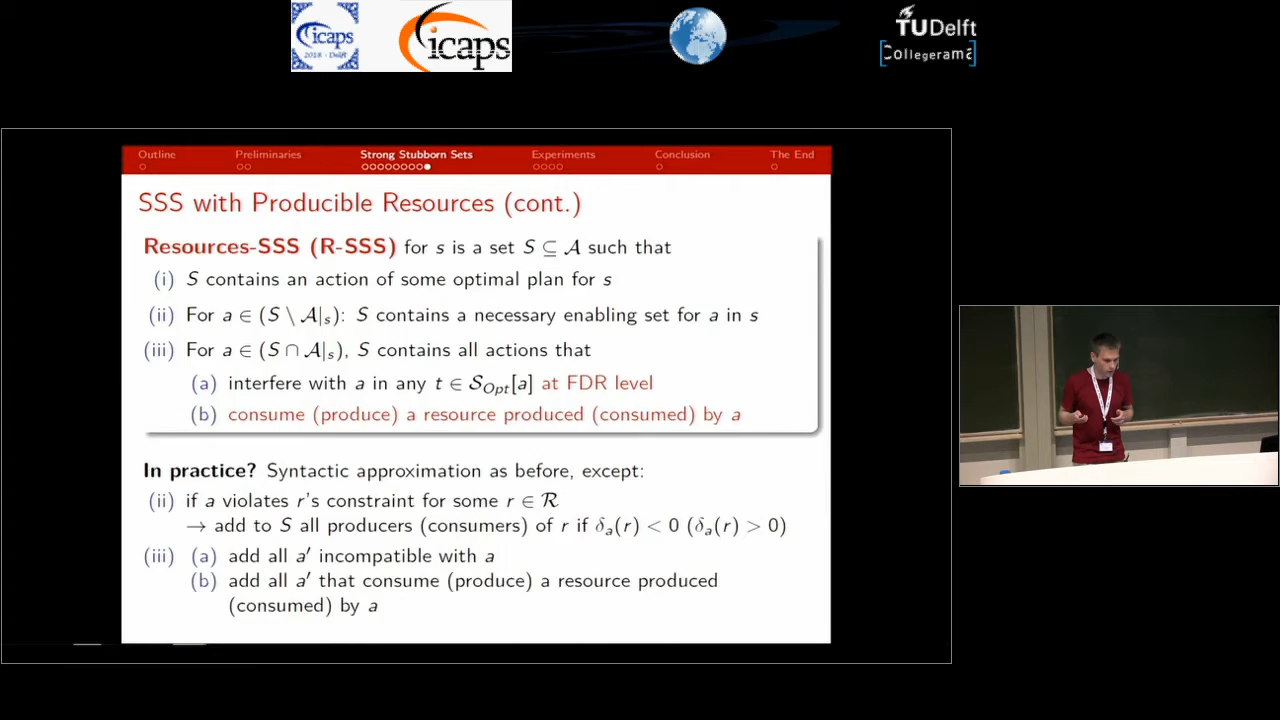 icaps
2018 - Delft
icaps
TUDelft
Collegerama
Outline
Preliminaries
Strong Stubborn Sets
Experiments
Conclusion
The End
SSS with Producible Resources (cont.)
Resources-SSS (R-SSS) for s is a set S ⊆ A such that
(i) S contains an action of some optimal plan for s
(ii) For a ∈ (S \ A|s): S contains a necessary enabling set for a in s
(iii) For a ∈ (S ∩ A|s), S contains all actions that
(a) interfere with a in any t ∈ S_Opt[a] at FDR level
(b) consume (produce) a resource produced (consumed) by a
In practice? Syntactic approximation as before, except:
(ii) if a violates r's constraint for some r ∈ R
→ add to S all producers (consumers) of r if δa(r) < 0 (δa(r) > 0)
(iii) (a) add all a′ incompatible with a
(b) add all a′ that consume (produce) a resource produced
(consumed) by a